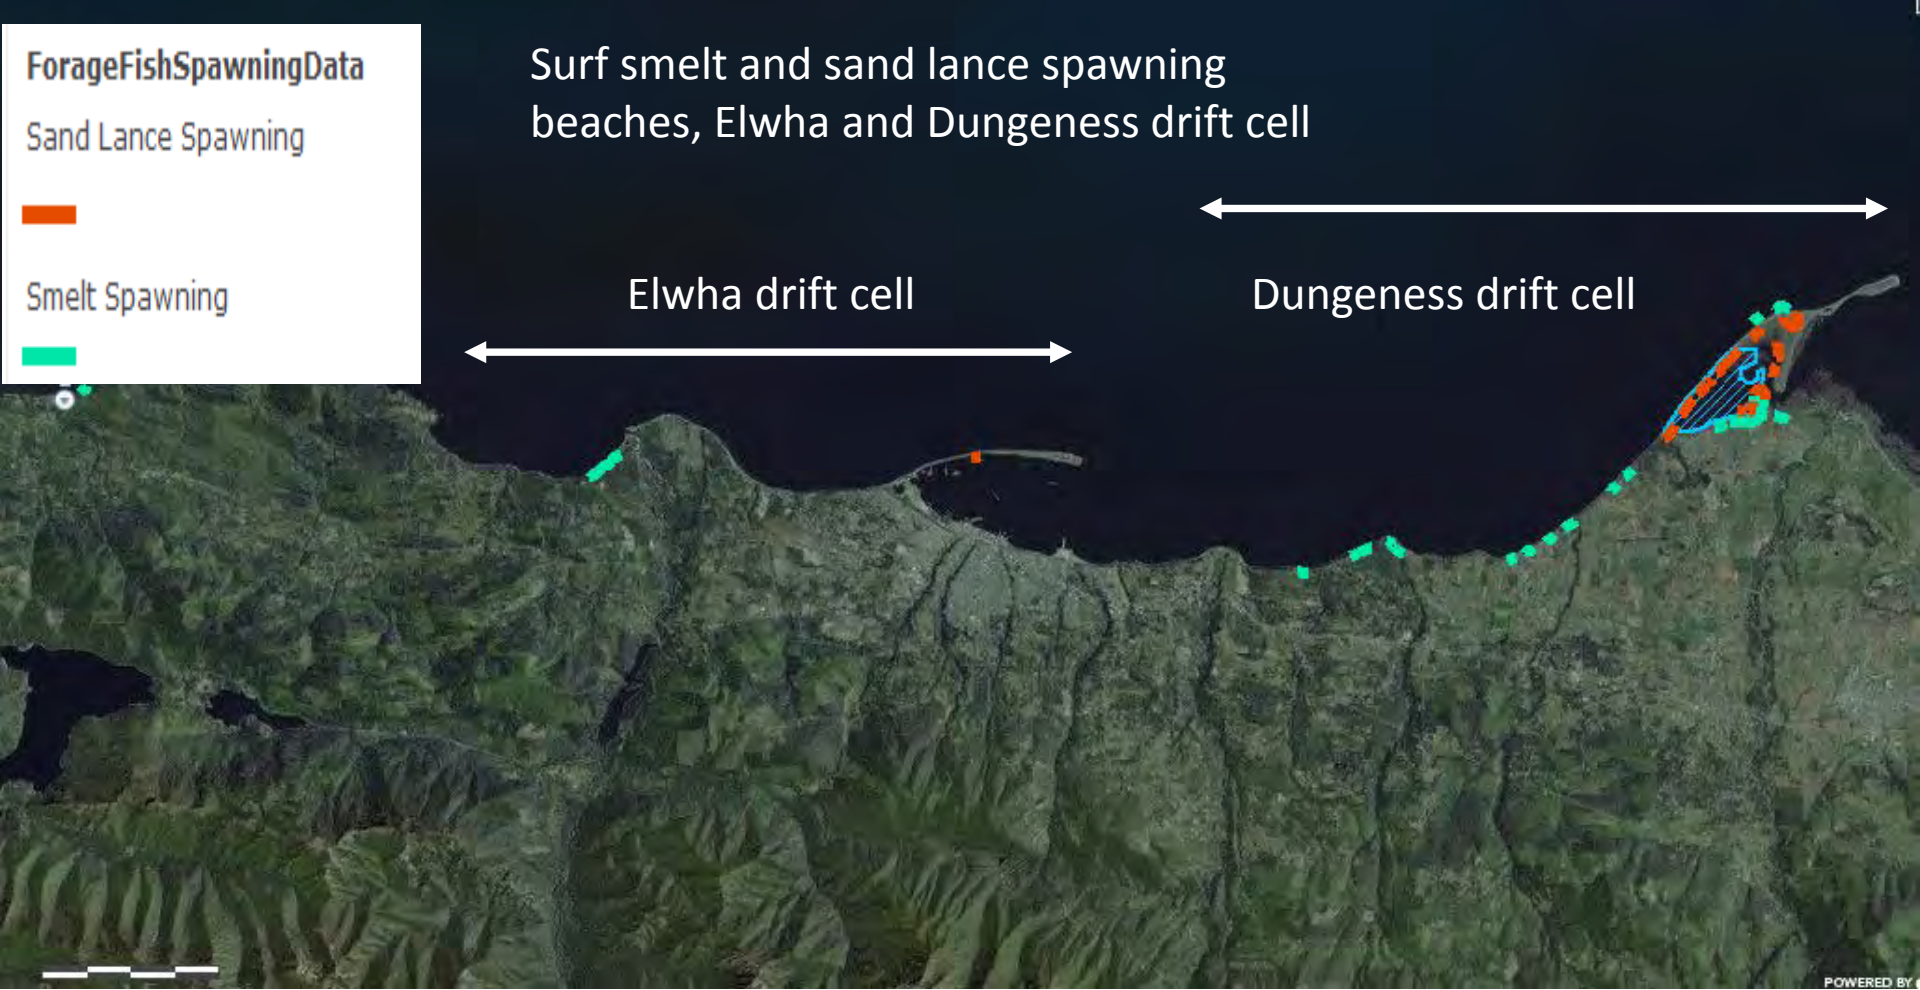 ForageFishSpawningData
Sand Lance Spawning
Smelt Spawning
Surf smelt and sand lance spawning
beaches, Elwha and Dungeness drift cell
Elwha drift cell
Dungeness drift cell
POWERED BY